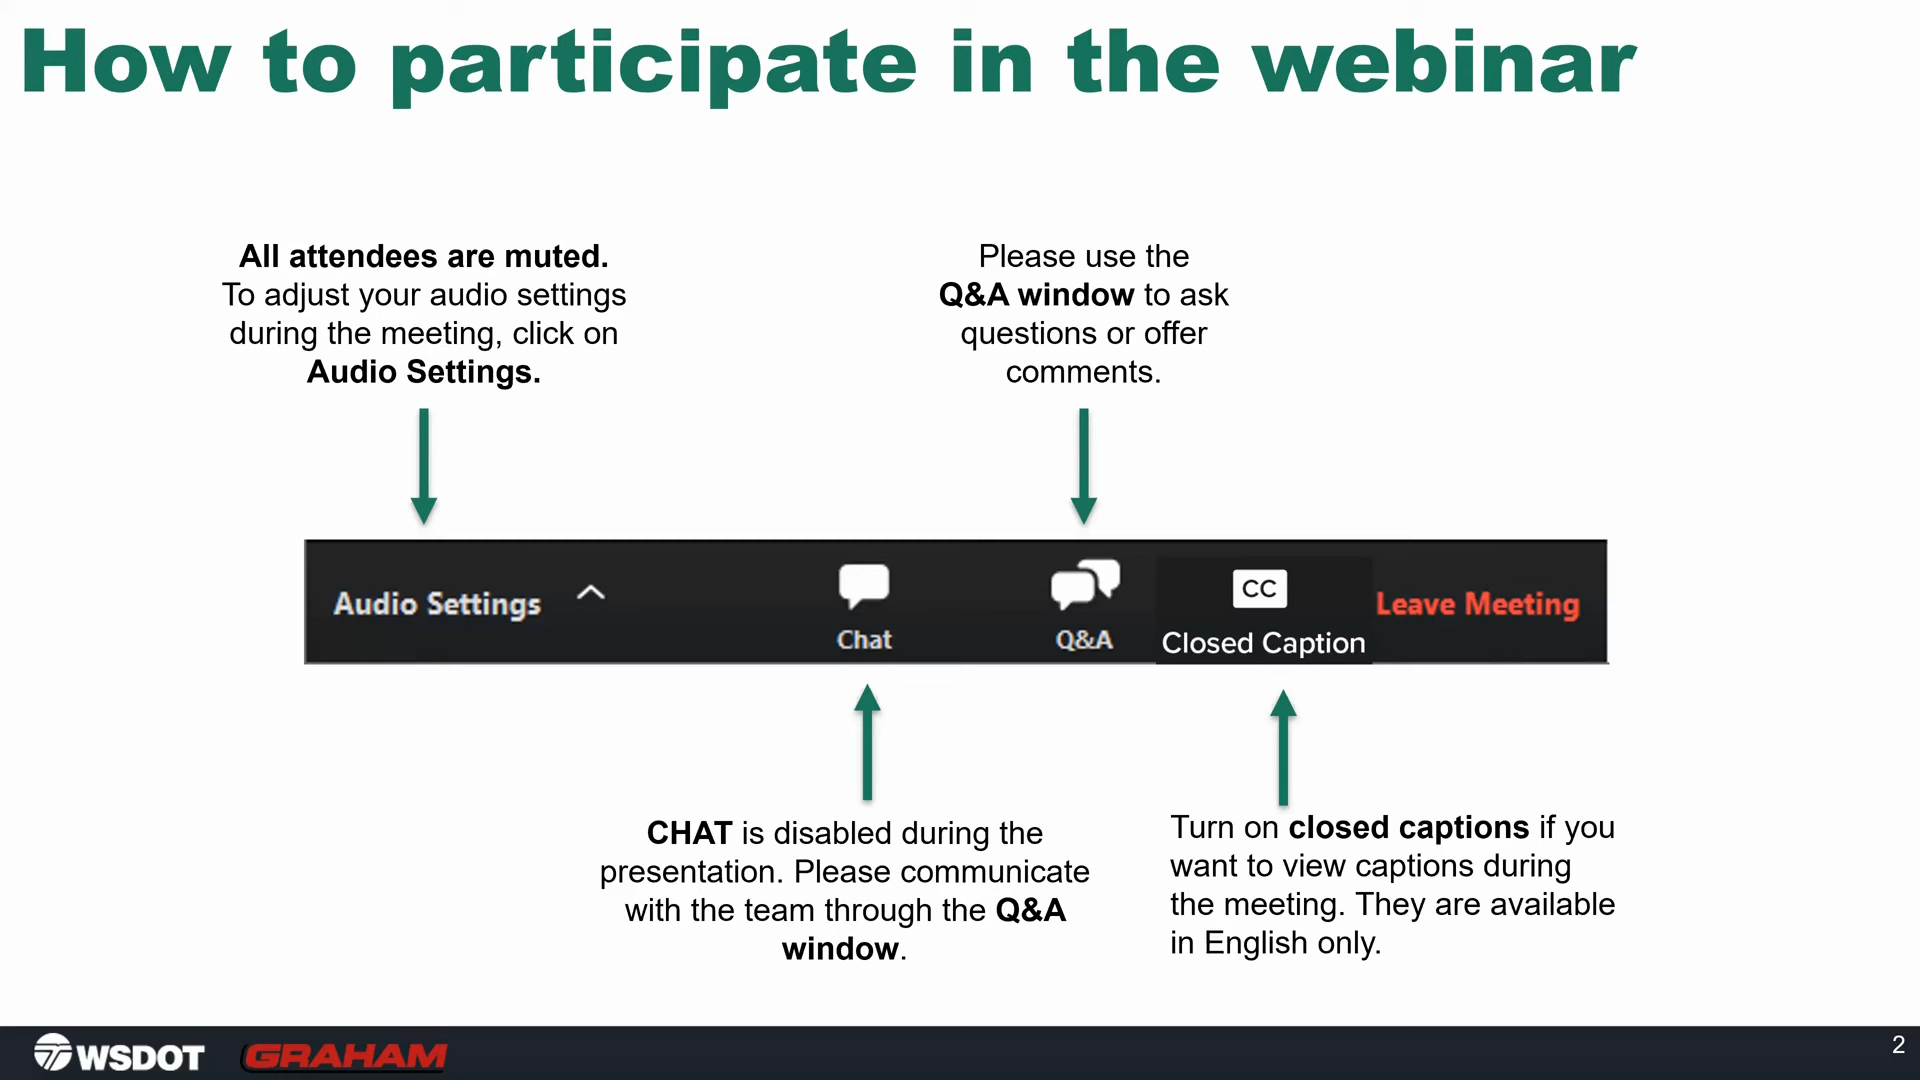 How to participate in the webinar
All attendees are muted.
To adjust your audio settings
during the meeting, click on
Audio Settings.
Please use the
Q&A window to ask
questions or offer
comments.
Audio Settings
Chat
Q&A
CC
Closed Caption
Leave Meeting
CHAT is disabled during the
presentation. Please communicate
with the team through the Q&A
window.
Turn on closed captions if you
want to view captions during
the meeting. They are available
in English only.
WSDOT
GRAHAM
2